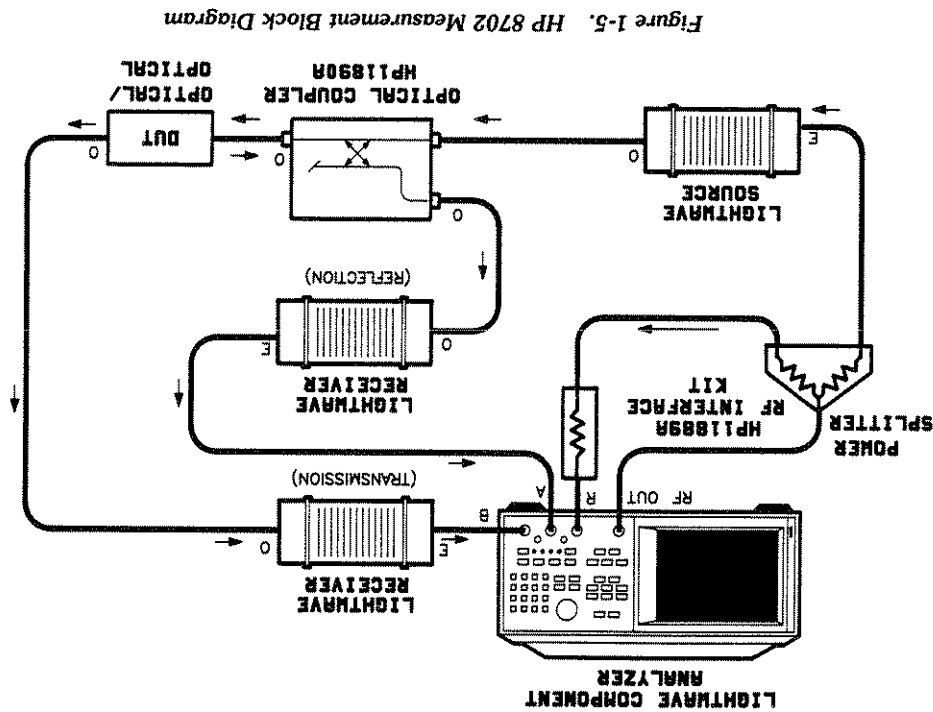 LIGHTWAVE COMPONENT
ANALYZER
RF OUT
R
A
B
POWER
SPLITTER
HP11889A
RF INTERFACE
KIT
LIGHTWAVE
RECEIVER
E
O
(TRANSMISSION)
LIGHTWAVE
RECEIVER
O
E
(REFLECTION)
LIGHTWAVE
SOURCE
E
O
O
O
OPTICAL COUPLER
HP11890A
DUT
O
OPTICAL/
OPTICAL
Figure 1-5. HP 8702 Measurement Block Diagram